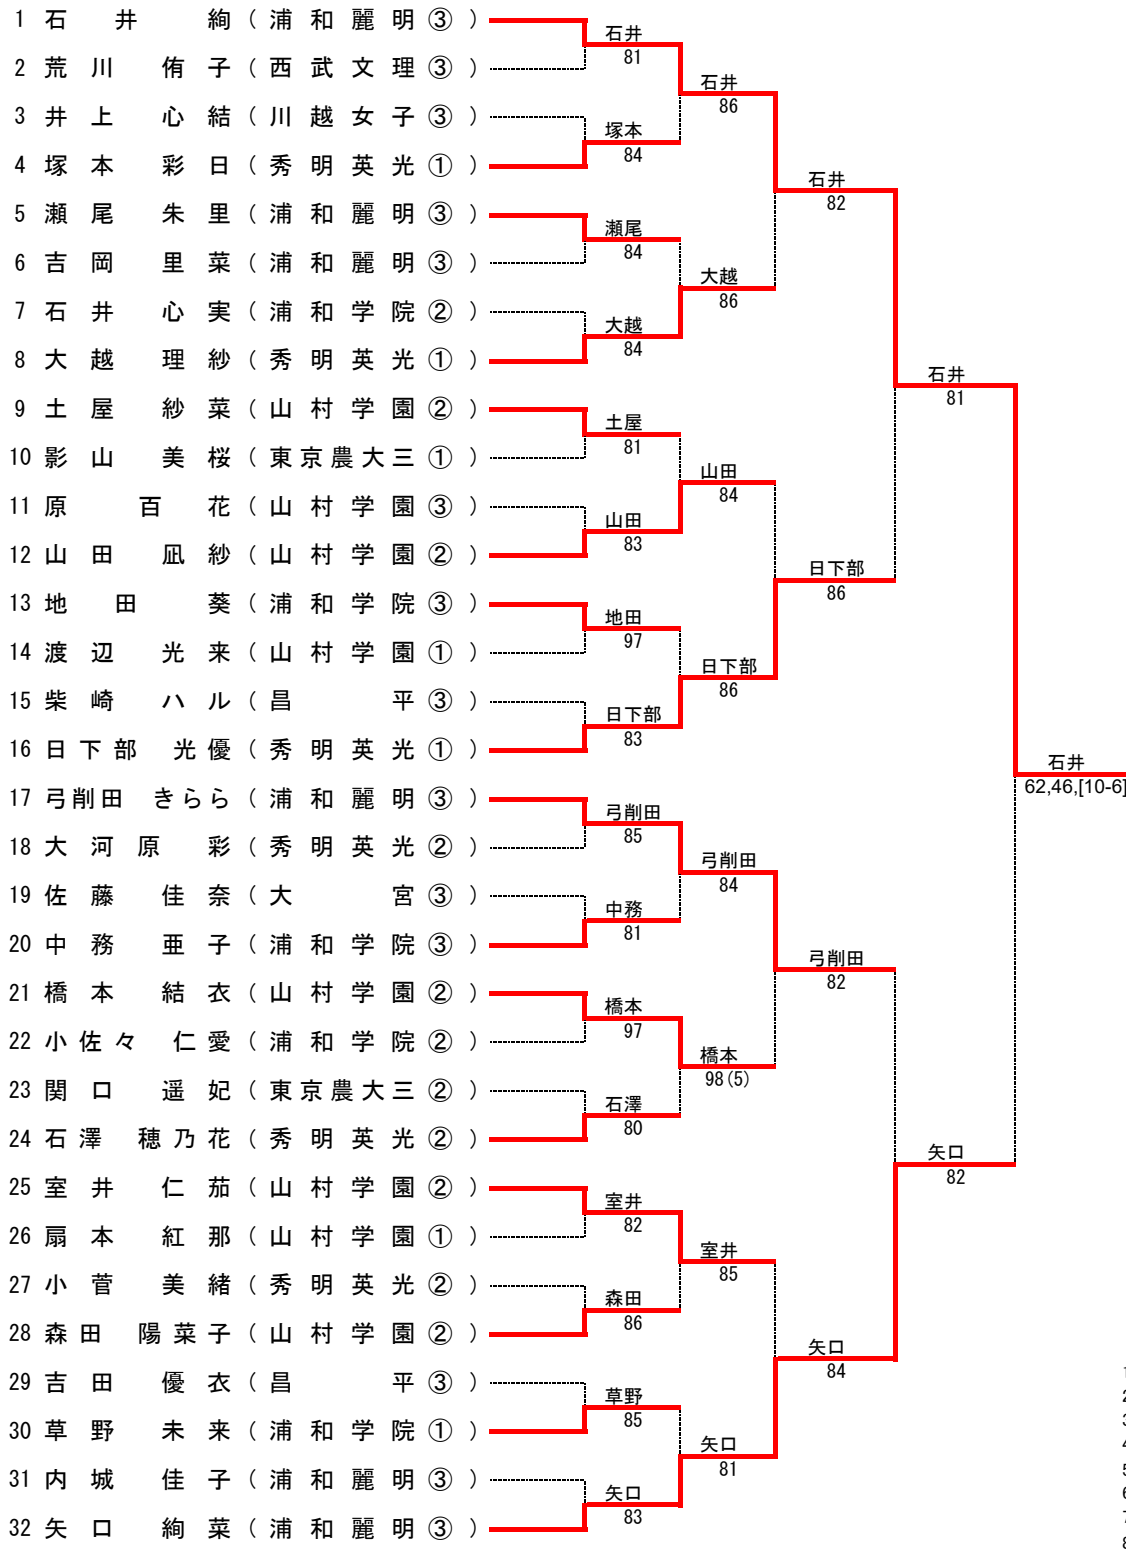 1 石井 絢 ( 浦和麗明 ③ )
2 荒川 侑子 ( 西武文理 ③ )
3 井上 心結 ( 川越女子 ③ )
4 塚本 彩日 ( 秀明英光 ① )
5 瀬尾 朱里 ( 浦和麗明 ③ )
6 吉岡 里菜 ( 浦和麗明 ③ )
7 石井 心実 ( 浦和学院 ② )
8 大越 理紗 ( 秀明英光 ① )
9 土屋 紗菜 ( 山村学園 ② )
10 影山 美桜 ( 東京農大三 ① )
11 原 百花 ( 山村学園 ③ )
12 山田 凪紗 ( 山村学園 ② )
13 地田 葵 ( 浦和学院 ③ )
14 渡辺 光来 ( 山村学園 ① )
15 柴崎 ハル ( 昌平 ③ )
16 日下部 光優 ( 秀明英光 ① )
17 弓削田 きらら ( 浦和麗明 ③ )
18 大河原 彩 ( 秀明英光 ② )
19 佐藤 佳奈 ( 大宮 ③ )
20 中務 亜子 ( 浦和学院 ③ )
21 橋本 結衣 ( 山村学園 ② )
22 小佐々 仁愛 ( 浦和学院 ② )
23 関口 遥妃 ( 東京農大三 ② )
24 石澤 穂乃花 ( 秀明英光 ② )
25 室井 仁茄 ( 山村学園 ② )
26 扇本 紅那 ( 山村学園 ① )
27 小菅 美緒 ( 秀明英光 ② )
28 森田 陽菜子 ( 山村学園 ② )
29 吉田 優衣 ( 昌平 ③ )
30 草野 未来 ( 浦和学院 ① )
31 内城 佳子 ( 浦和麗明 ③ )
32 矢口 絢菜 ( 浦和麗明 ③ )
石井
81
塚本
84
瀬尾
84
大越
84
土屋
81
山田
83
地田
97
日下部
83
弓削田
85
中務
81
橋本
97
石澤
80
室井
82
森田
86
草野
85
矢口
83
石井
86
大越
86
山田
84
日下部
86
弓削田
84
橋本
98(5)
室井
85
矢口
81
石井
82
日下部
86
弓削田
82
矢口
84
石井
81
矢口
82
石井
62,46,[10-6]